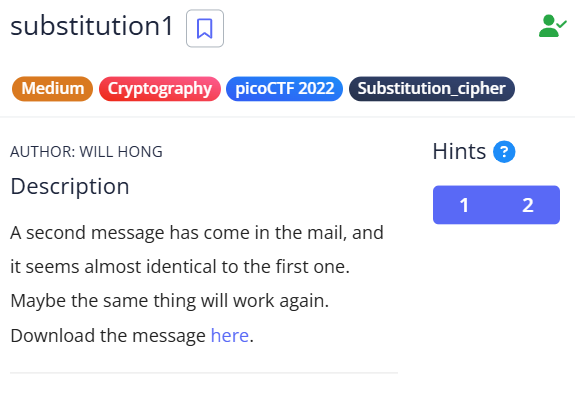 substitution1
Medium Cryptography picoCTF 2022 Substitution_cipher
AUTHOR: WILL HONG
Hints ?
Description
1 2
A second message has come in the mail, and
it seems almost identical to the first one.
Maybe the same thing will work again.
Download the message here.